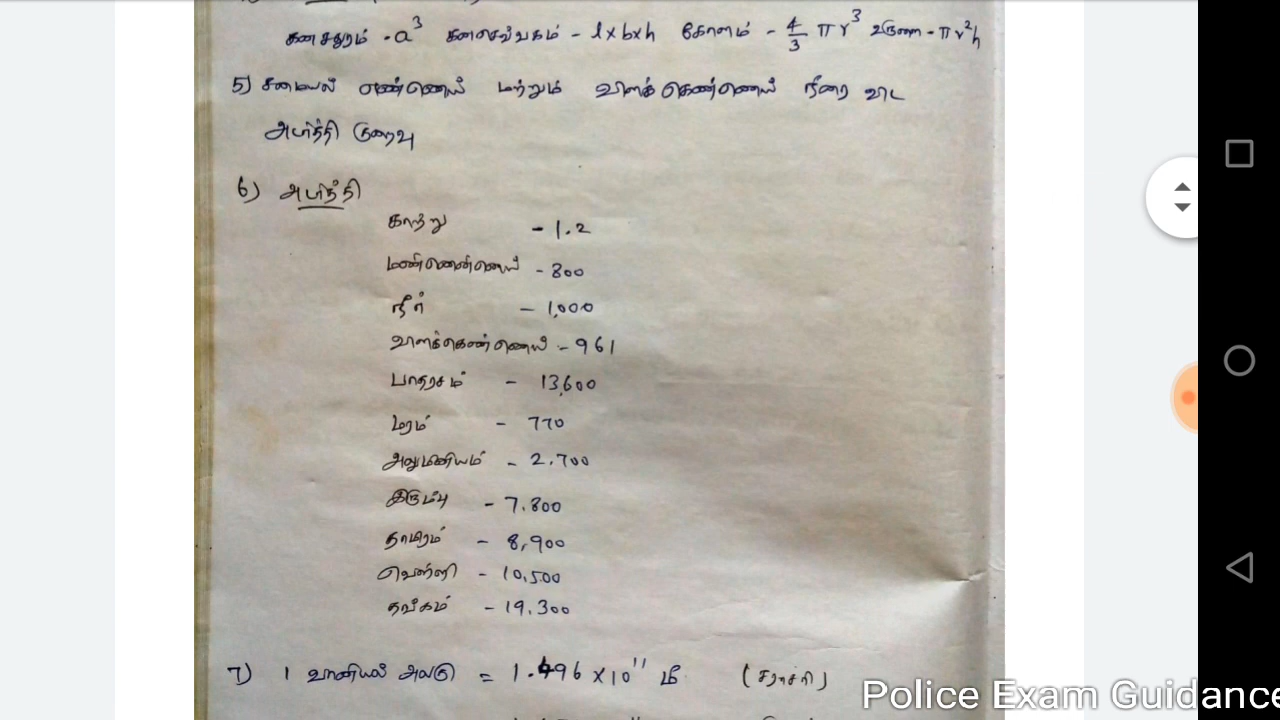 கனசதுரம் - a³ கனசெவ்வகம் - l×b×h கோளம் - 4/3 πr³ உருளை - πr²h
5) சமையல் எண்ணெய் மற்றும் விளக்கெண்ணெய் நீரை விட
அடர்த்தி குறைவு
6) அடர்த்தி
காற்று - 1.2
மண்ணெண்ணெய் - 800
நீர் - 1,000
விளக்கெண்ணெய் - 961
பாதரசம் - 13,600
மரம் - 770
அலுமினியம் - 2.700
இரும்பு - 7.800
தாமிரம் - 8,900
வெள்ளி - 10,500
தங்கம் - 19.300
7) 1 வானியல் அலகு = 1.496 × 10¹¹ மீ (சராசரி)
Police Exam Guidance